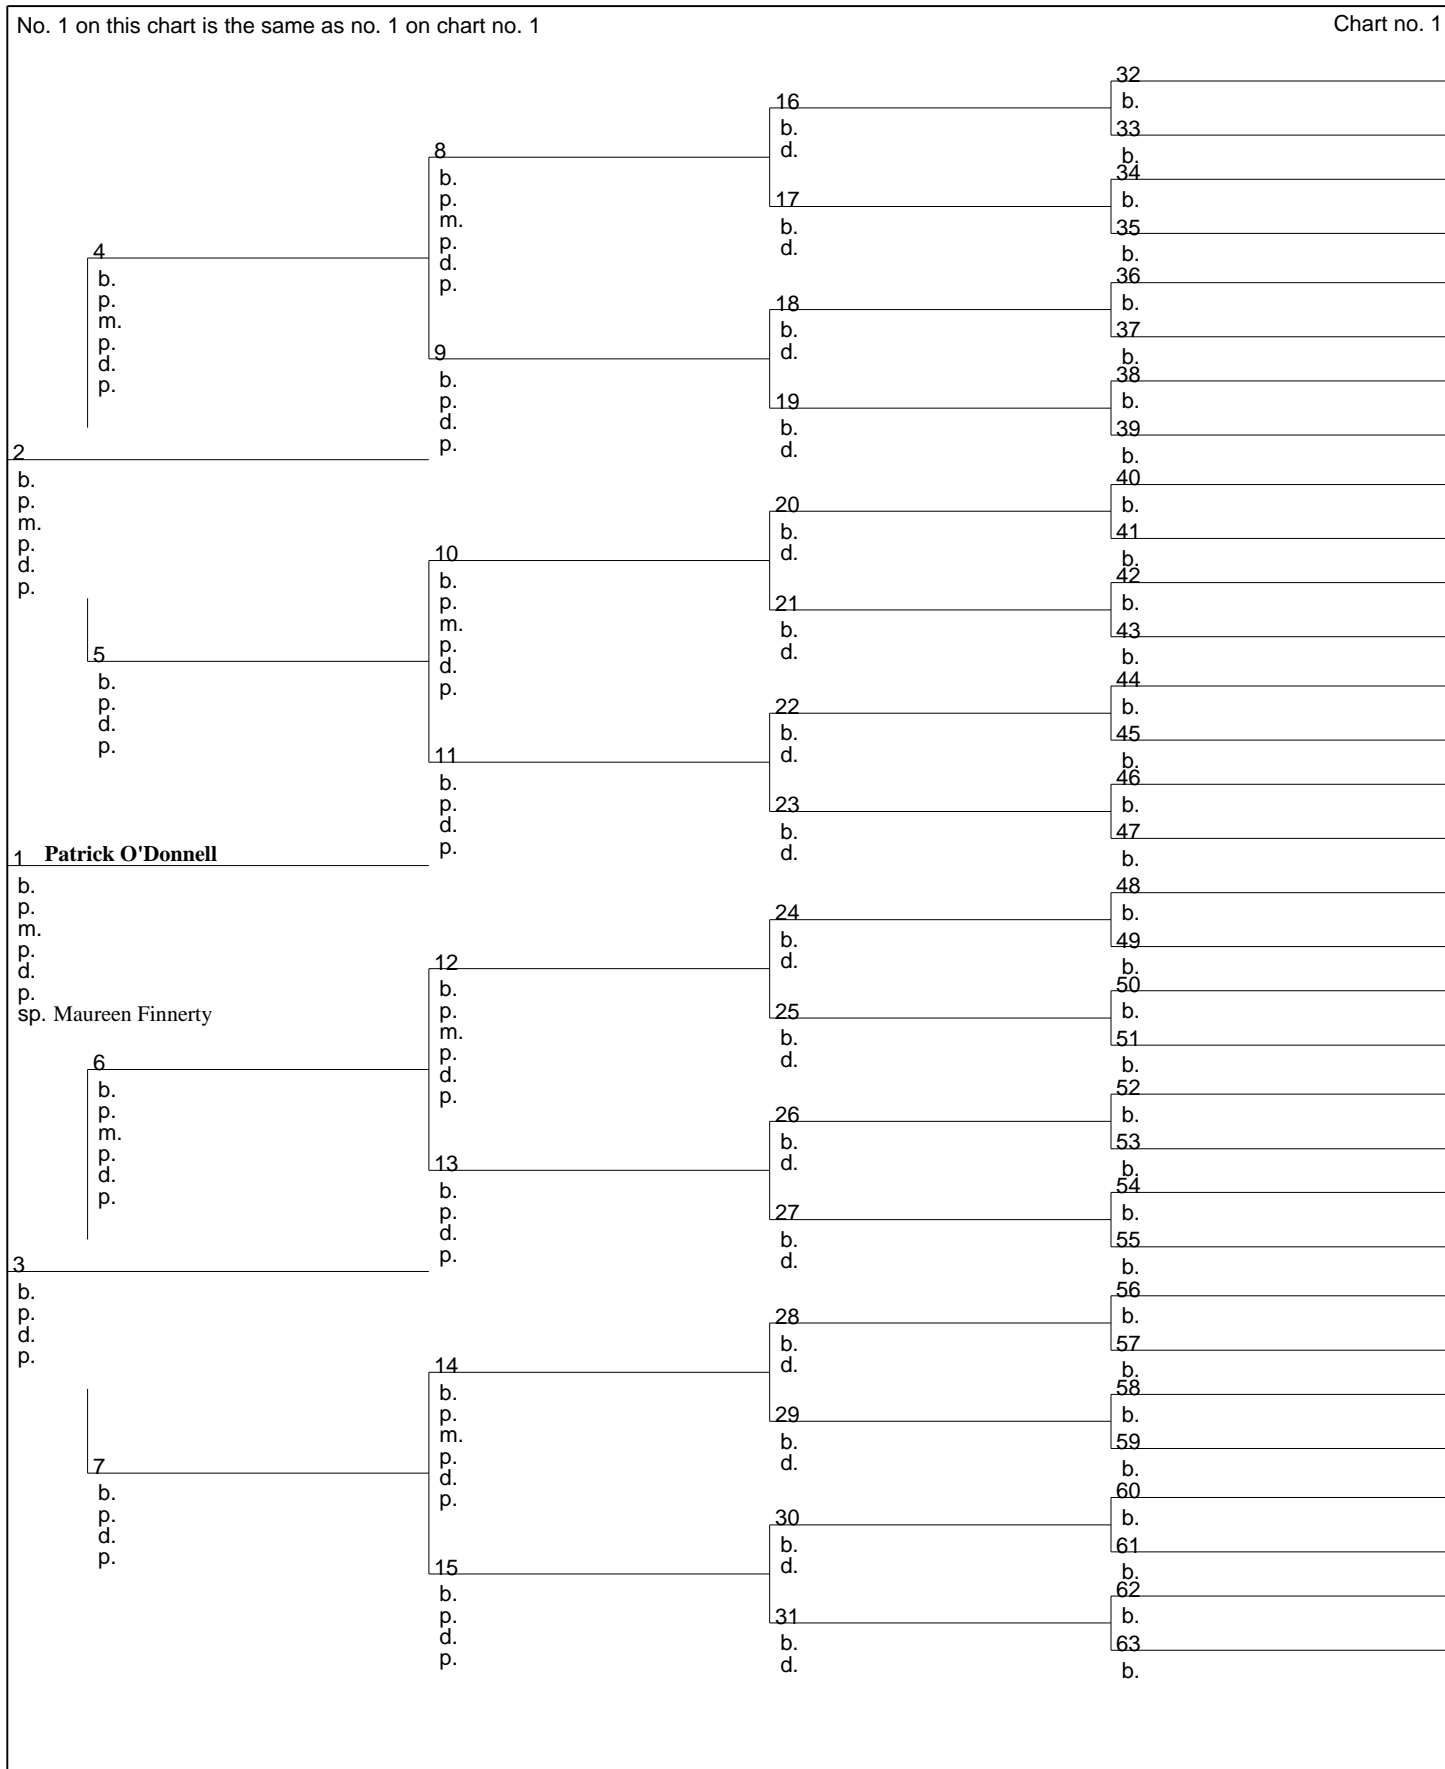 No. 1 on this chart is the same as no. 1 on chart no. 1
Chart no. 1
2
b.
p.
m.
p.
d.
p.
1 Patrick O'Donnell
b.
p.
m.
p.
d.
p.
sp. Maureen Finnerty
3
b.
p.
d.
p.
4
b.
p.
m.
p.
d.
p.
5
b.
p.
d.
p.
6
b.
p.
m.
p.
d.
p.
7
b.
p.
d.
p.
8
b.
p.
m.
p.
d.
p.
9
b.
p.
d.
p.
10
b.
p.
m.
p.
d.
p.
11
b.
p.
d.
p.
12
b.
p.
m.
p.
d.
p.
13
b.
p.
d.
p.
14
b.
p.
m.
p.
d.
p.
15
b.
p.
d.
p.
16
b.
d.
17
b.
d.
18
b.
d.
19
b.
d.
20
b.
d.
21
b.
d.
22
b.
d.
23
b.
d.
24
b.
d.
25
b.
d.
26
b.
d.
27
b.
d.
28
b.
d.
29
b.
d.
30
b.
d.
31
b.
d.
32
b.
33
b.
34
b.
35
b.
36
b.
37
b.
38
b.
39
b.
40
b.
41
b.
42
b.
43
b.
44
b.
45
b.
46
b.
47
b.
48
b.
49
b.
50
b.
51
b.
52
b.
53
b.
54
b.
55
b.
56
b.
57
b.
58
b.
59
b.
60
b.
61
b.
62
b.
63
b.